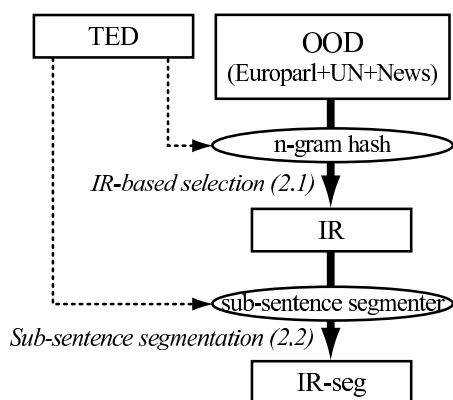 TED
OOD
(Europarl+UN+News)
n-gram hash
IR-based selection (2.1)
IR
sub-sentence segmenter
Sub-sentence segmentation (2.2)
IR-seg